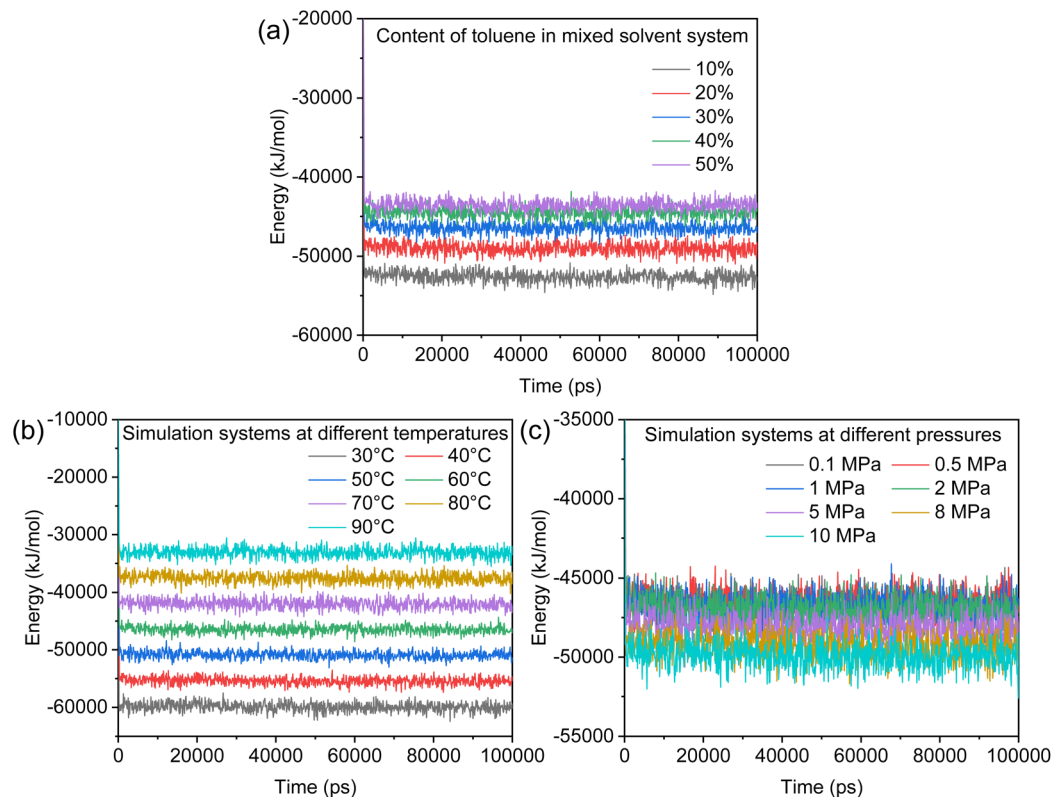 (a)
Content of toluene in mixed solvent system
10%
20%
30%
40%
50%
Energy (kJ/mol)
-20000
-30000
-40000
-50000
-60000
0 20000 40000 60000 80000 100000
Time (ps)
(b)
Simulation systems at different temperatures
30°C 40°C
50°C 60°C
70°C 80°C
90°C
Energy (kJ/mol)
-10000
-20000
-30000
-40000
-50000
-60000
0 20000 40000 60000 80000 100000
Time (ps)
(c)
Simulation systems at different pressures
0.1 MPa 0.5 MPa
1 MPa 2 MPa
5 MPa 8 MPa
10 MPa
Energy (kJ/mol)
-35000
-40000
-45000
-50000
-55000
0 20000 40000 60000 80000 100000
Time (ps)